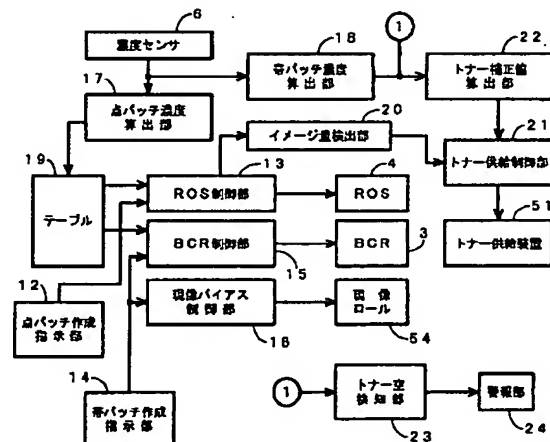 6
濃度センサ
18
1
22
17
帯パッチ濃度
算出部
トナー補正値
算出部
点パッチ濃度
算出部
20
イメージ量検出部
21
19
13
4
トナー供給制御部
テーブル
ROS制御部
ROS
51
BCR制御部
BCR
3
トナー供給装置
15
12
点パッチ作成
指示部
現像バイアス
制御部
現像
ロール
16
54
14
帯パッチ作成
指示部
1
トナー空
検知部
警報部
23
24